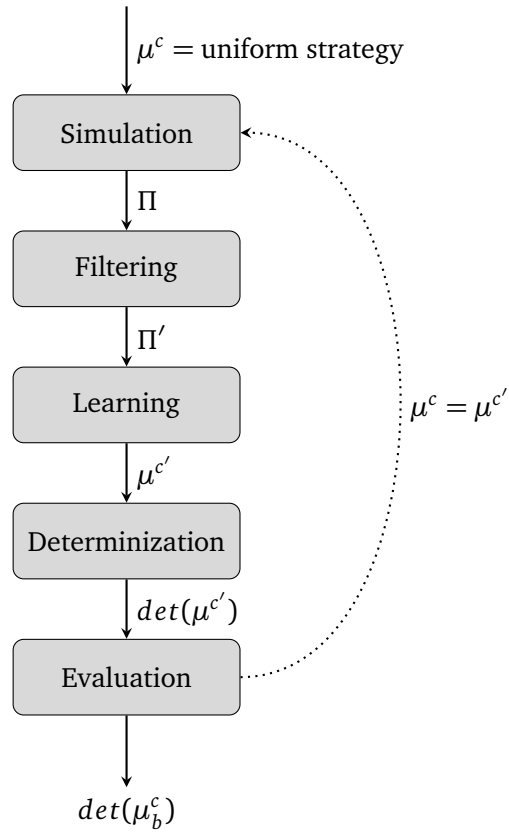 μ^c = uniform strategy
Simulation
Π
Filtering
Π′
Learning
μ^c = μ^c′
μ^c′
Determinization
det(μ^c′)
Evaluation
det(μ_b^c)